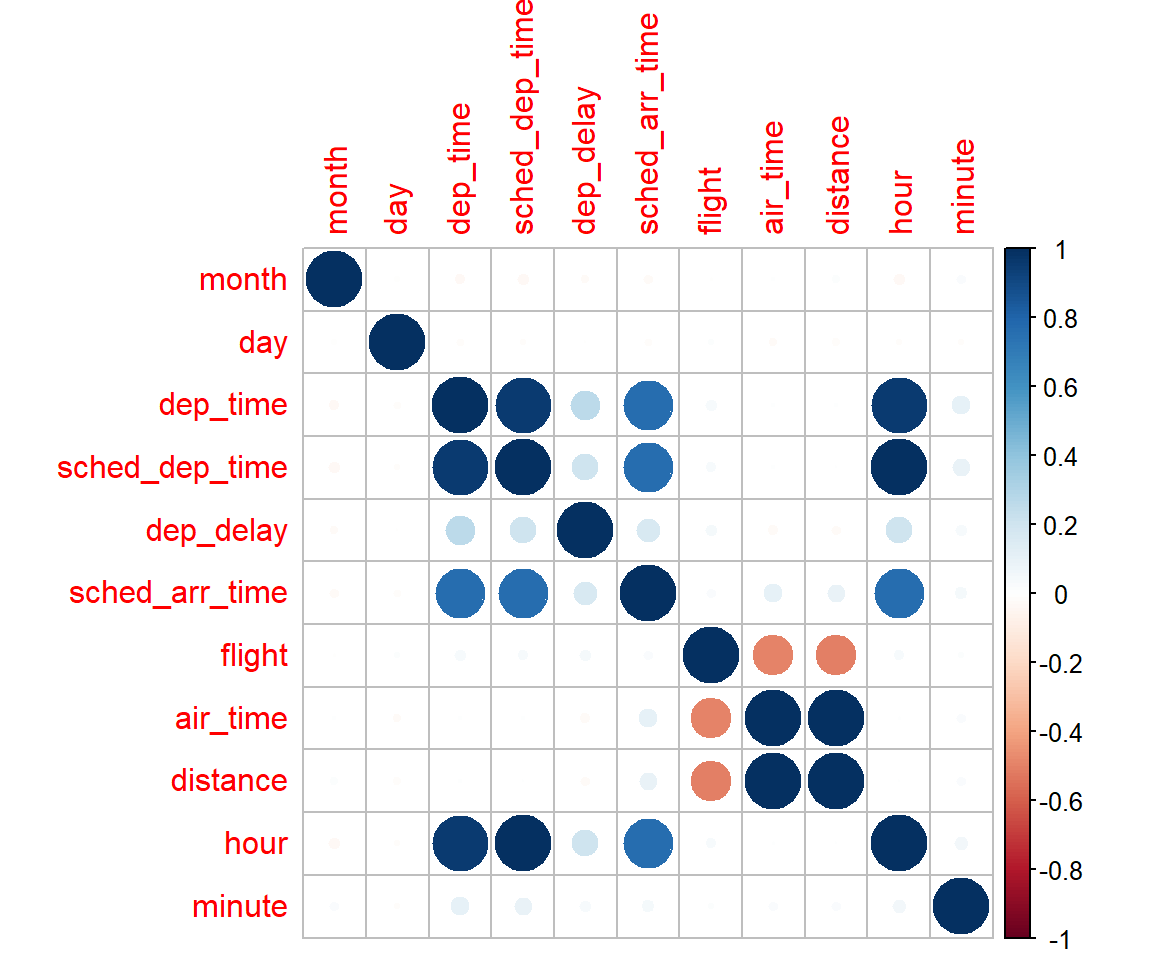 month
day
dep_time
sched_dep_time
dep_delay
sched_arr_time
flight
air_time
distance
hour
minute
month
day
dep_time
sched_dep_time
dep_delay
sched_arr_time
flight
air_time
distance
hour
minute
1
0.8
0.6
0.4
0.2
0
-0.2
-0.4
-0.6
-0.8
-1